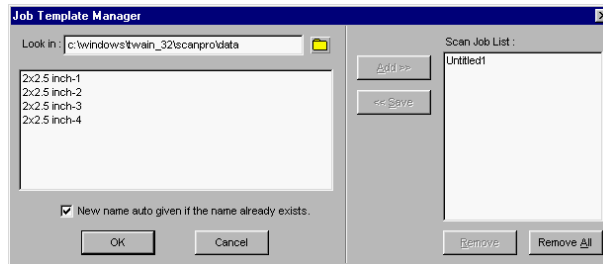 Job Template Manager
Look in : c:\windows\twain_32\scanpro\data
2x2.5 inch-1
2x2.5 inch-2
2x2.5 inch-3
2x2.5 inch-4
New name auto given if the name already exists.
OK
Cancel
Add >>
<< Save
Scan Job List :
Untitled1
Remove
Remove All